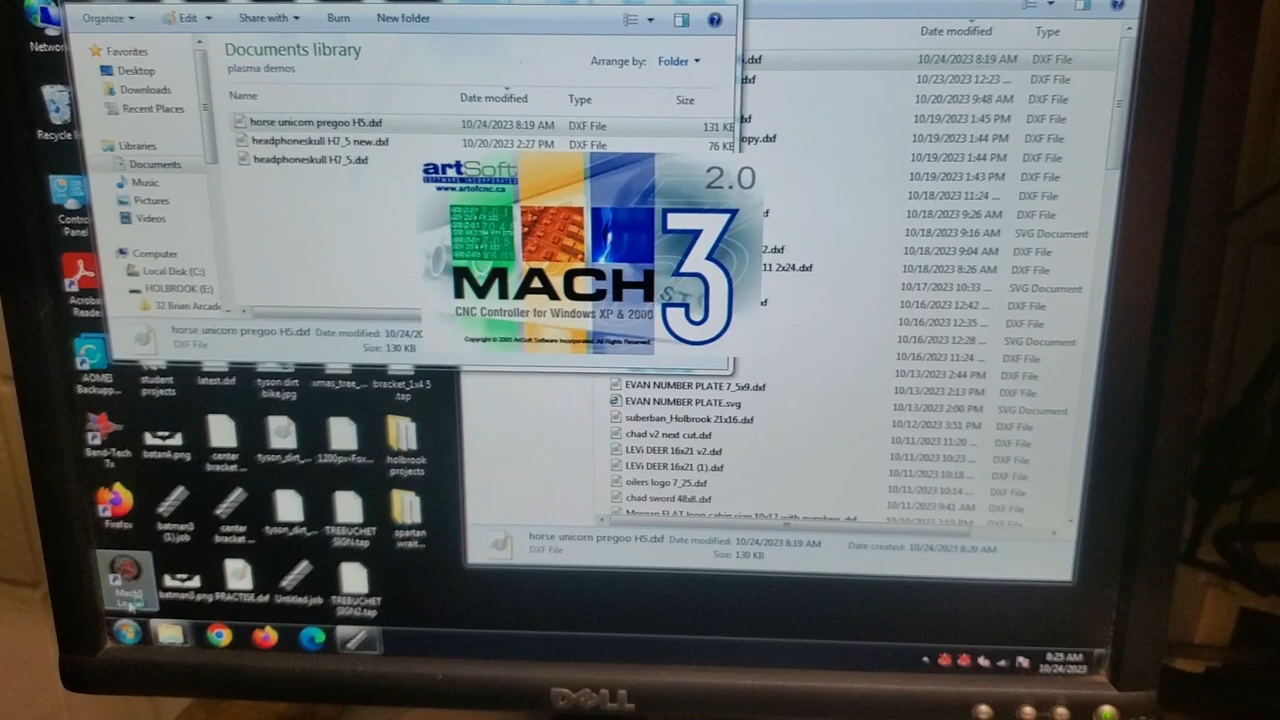 Organize Edit Share with Burn New folder
Favorites
Desktop
Downloads
Recent Places
Libraries
Documents
Music
Pictures
Videos
Computer
Local Disk (C:)
HOLBROOK (E:)
32 Brian Arcade
Documents library
plasma demos
Arrange by: Folder
Name Date modified Type Size
horse unicorn pregoo H5.dxf 10/24/2023 8:19 AM DXF File 131 KB
headphoneskull H7_5 new.dxf 10/20/2023 2:27 PM DXF File 76 KB
headphoneskull H7_5.dxf
horse unicorn pregoo H5.dxf Date modified: 10/24/20
DXF File Size: 130 KB
artSoft
SOFTWARE INCORPORATED
www.artofcnc.ca
2.0
MACH 3
CNC Controller for Windows XP & 2000
Copyright © 2005 ArtSoft Software Incorporated. All Rights Reserved.
Date modified Type
.dxf 10/24/2023 8:19 AM DXF File
dxf 10/23/2023 12:23 ... DXF File
10/20/2023 9:48 AM DXF File
bf 10/19/2023 1:45 PM DXF File
opy.dxf 10/19/2023 1:44 PM DXF File
10/19/2023 1:44 PM DXF File
10/19/2023 1:43 PM DXF File
10/18/2023 11:24 ... DXF File
f 10/18/2023 9:26 AM DXF File
10/18/2023 9:16 AM SVG Document
2.dxf 10/18/2023 9:04 AM DXF File
11 2x24.dxf 10/18/2023 8:26 AM DXF File
10/17/2023 10:33 ... SVG Document
xf 10/16/2023 12:42 ... DXF File
10/16/2023 12:35 ... DXF File
10/16/2023 12:28 ... SVG Document
10/16/2023 11:24 ... DXF File
EVAN NUMBER PLATE 7_5x9.dxf 10/13/2023 2:44 PM DXF File
EVAN NUMBER PLATE.svg 10/13/2023 2:13 PM DXF File
suberban_Holbrook 21x16.dxf 10/13/2023 2:00 PM SVG Document
chad v2 next cut.dxf 10/12/2023 3:51 PM DXF File
LEVi DEER 16x21 v2.dxf 10/11/2023 11:20 ... DXF File
LEVi DEER 16x21 (1).dxf 10/11/2023 10:23 ... DXF File
oilers logo 7_25.dxf 10/11/2023 10:18 ... DXF File
chad sword 48x8.dxf 10/11/2023 10:14 ... DXF File
10/11/2023 9:41 AM DXF File
horse unicorn pregoo H5.dxf Date modified: 10/24/2023 8:19 AM Date created: 10/24/2023 8:20 AM
DXF File Size: 130 KB
Networ
Recycle
Contro
Panel
Acroba
Reade
AOMEI
Backupp...
student
projects
latest.dxf
tyson dirt
bike.jpg
xmas_tree_...
bracket_1x4 5
.tap
Bend-Tech
7x
batan4.png
center
bracket ...
tyson_dirt_...
1200px-Fox...
holbrook
projects
Firefox
batman3
(1).job
center
bracket ...
tyson_dirt_...
TREBUCHET
SIGN.tap
spartan
wrait...
Mach3
batman3.png
PRACTISE.dxf
Untitled.job
TREBUCHET
SIGN2.tap
8:25 AM
10/24/2023
DELL